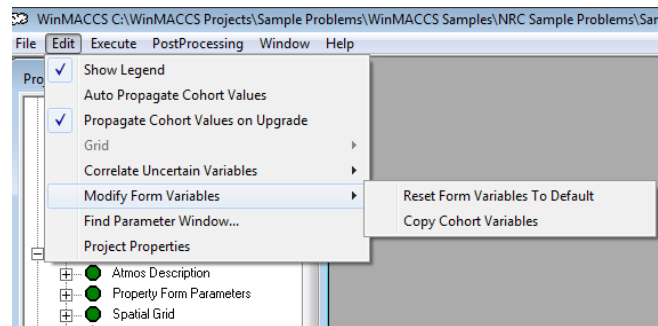 WinMACCS C:\WinMACCS Projects\Sample Problems\WinMACCS Samples\NRC Sample Problems\Sar
File Edit Execute PostProcessing Window Help
Pro
Show Legend
Auto Propagate Cohort Values
Propagate Cohort Values on Upgrade
Grid
Correlate Uncertain Variables
Modify Form Variables
Reset Form Variables To Default
Find Parameter Window...
Copy Cohort Variables
Project Properties
Atmos Description
Property Form Parameters
Spatial Grid